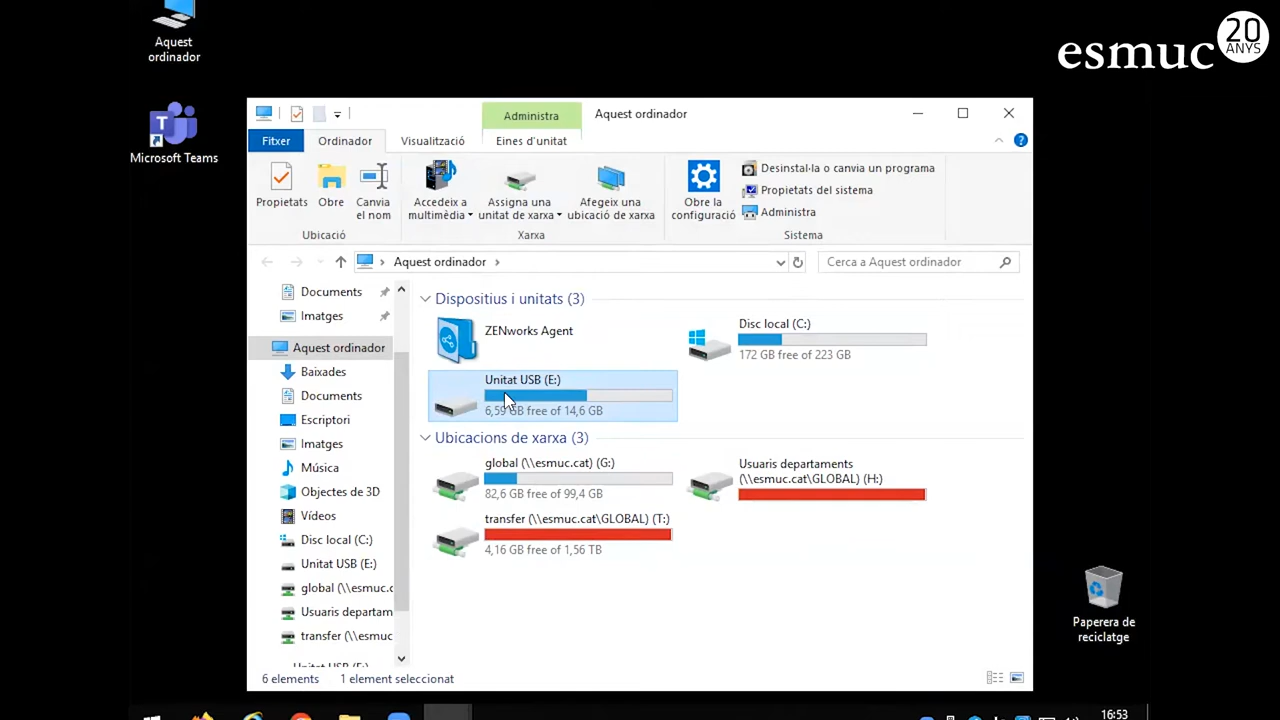 Aquest
ordinador
esmuc 20 ANYS
Microsoft Teams
Administra
Aquest ordinador
Fitxer
Ordinador
Visualització
Eines d'unitat
Propietats
Obre
Canvia
el nom
Ubicació
Accedeix a
multimèdia
Assigna una
unitat de xarxa
Afegeix una
ubicació de xarxa
Xarxa
Obre la
configuració
Desinstal·la o canvia un programa
Propietats del sistema
Administra
Sistema
Aquest ordinador
Cerca a Aquest ordinador
Documents
Imatges
Aquest ordinador
Baixades
Documents
Escriptori
Imatges
Música
Objectes de 3D
Vídeos
Disc local (C:)
Unitat USB (E:)
global (\\esmuc.c
Usuaris departam
transfer (\\esmuc
Unitat USB (E:)
Dispositius i unitats (3)
ZENworks Agent
Disc local (C:)
172 GB free of 223 GB
Unitat USB (E:)
6,59 GB free of 14,6 GB
Ubicacions de xarxa (3)
global (\\esmuc.cat) (G:)
82,6 GB free of 99,4 GB
Usuaris departaments
(\\esmuc.cat\GLOBAL) (H:)
transfer (\\esmuc.cat\GLOBAL) (T:)
4,16 GB free of 1,56 TB
6 elements
1 element seleccionat
Paperera de
reciclatge
16:53